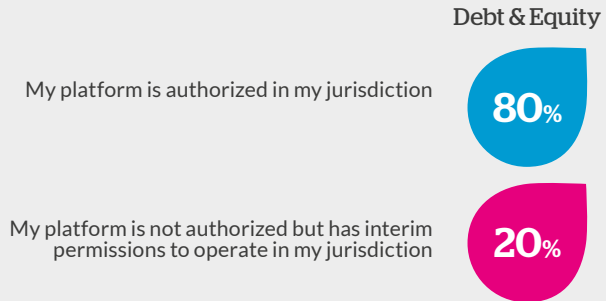 Debt & Equity
My platform is authorized in my jurisdiction
80%
My platform is not authorized but has interim
permissions to operate in my jurisdiction
20%